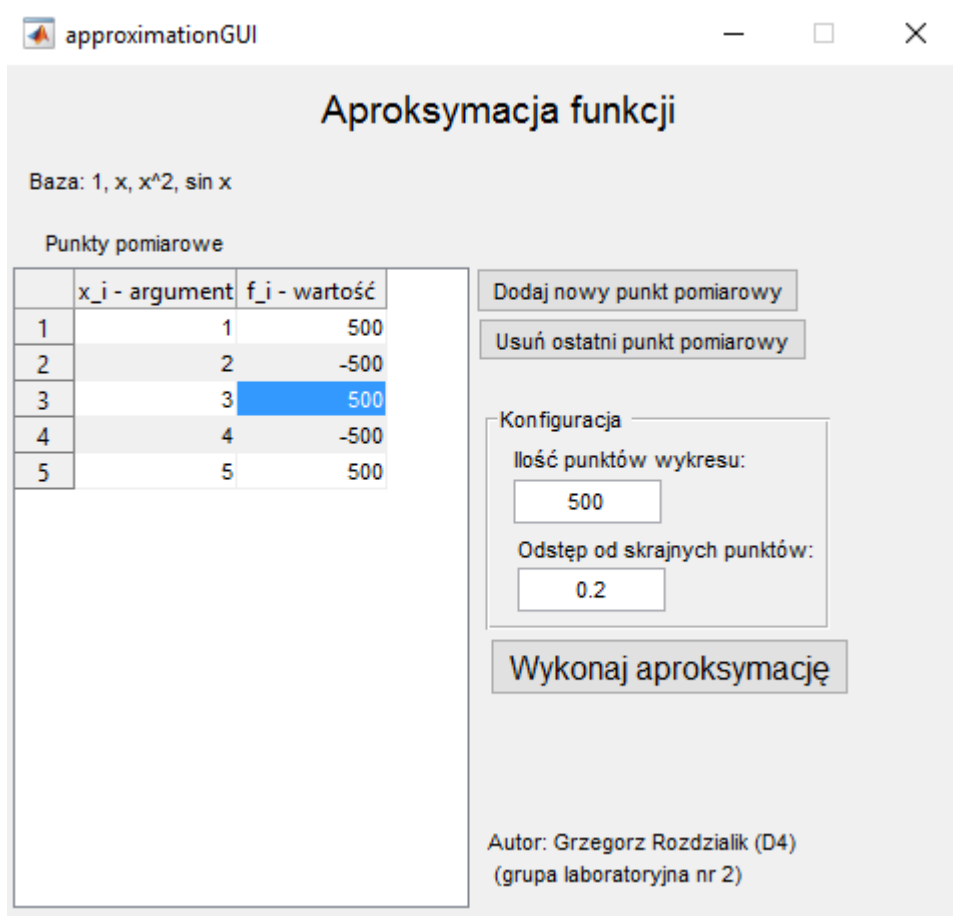 approximationGUI
Aproksymacja funkcji
Baza: 1, x, x^2, sin x
Punkty pomiarowe
x_i - argument f_i - wartość
1 1 500
2 2 -500
3 3 500
4 4 -500
5 5 500
Dodaj nowy punkt pomiarowy
Usuń ostatni punkt pomiarowy
Konfiguracja
Ilość punktów wykresu:
500
Odstęp od skrajnych punktów:
0.2
Wykonaj aproksymację
Autor: Grzegorz Rozdzialik (D4)
(grupa laboratoryjna nr 2)